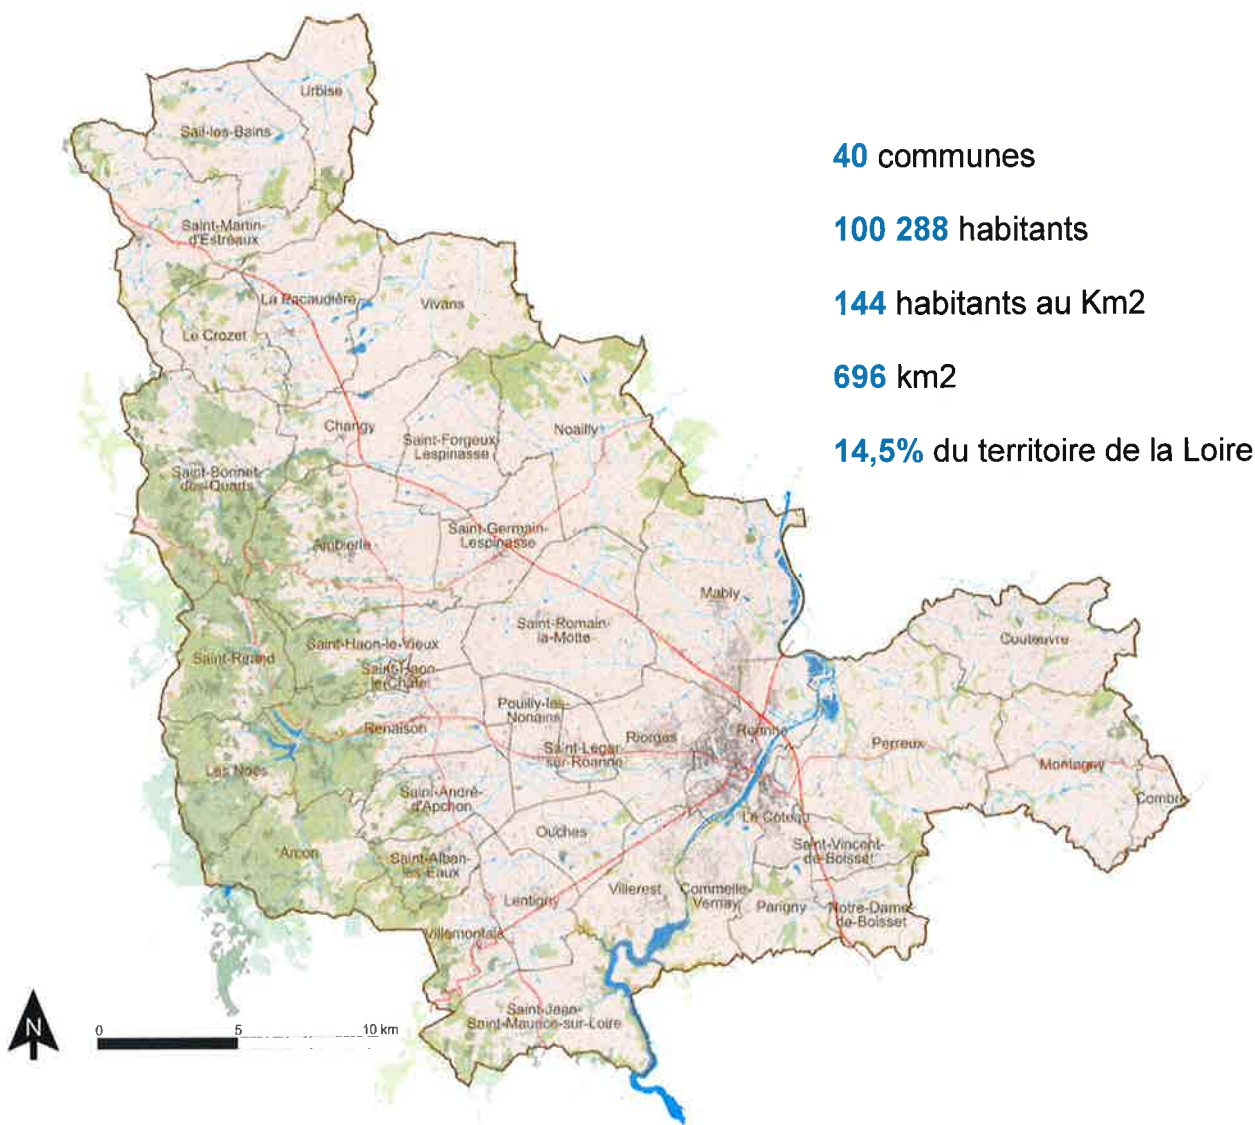 Urbise
Sail-les-Bains
40 communes
100 288 habitants
144 habitants au Km2
696 km2
14,5% du territoire de la Loire
Saint-Martin-
d'Estréaux
La Pacaudière
Vivans
Le Crozet
Changy
Saint-Forgeux-
Lespinasse
Noailly
Saint-Bonnet-
des-Quarts
Ambierle
Saint-Germain-
Lespinasse
Mably
Saint-Romain-
la-Motte
Coutouvre
Saint-Haon-le-Vieux
Saint-Rirand
Saint-Haon-
le-Châtel
Pouilly-les-
Nonains
Renaison
Riorges
Roanne
Saint-Léger-
sur-Roanne
Perreux
Les Noës
Montagny
Combre
Saint-André-
d'Apchon
Le Coteau
Ouches
Saint-Vincent-
de-Boisset
Arcon
Saint-Alban-
les-Eaux
Villerest
Commelle-
Vernay
Lentigny
Parigny
Notre-Dame-
de-Boisset
Villemontais
Saint-Jean-
Saint-Maurice-sur-Loire
N
0 5 10 km